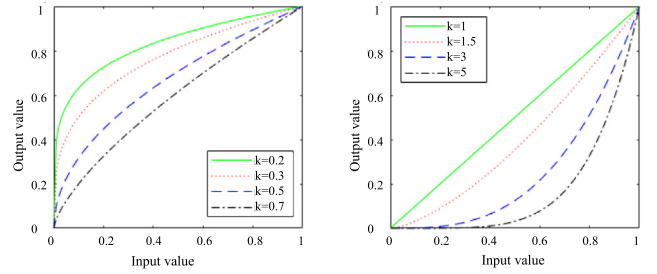 Output value
1
0.8
0.6
0.4
0.2
0
0
0.2
0.4
0.6
0.8
1
Input value
k=0.2
k=0.3
k=0.5
k=0.7
Output value
1
0.8
0.6
0.4
0.2
0
0
0.2
0.4
0.6
0.8
1
Input value
k=1
k=1.5
k=3
k=5